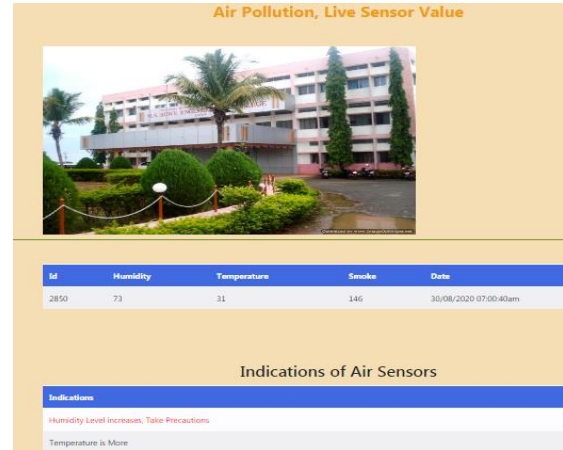 Air Pollution, Live Sensor Value
Id Humidity Temperature Smoke Date
2850 73 31 146 30/08/2020 07:00:40am
Indications of Air Sensors
Indications
Humidity Level increases, Take Precautions
Temperature is More